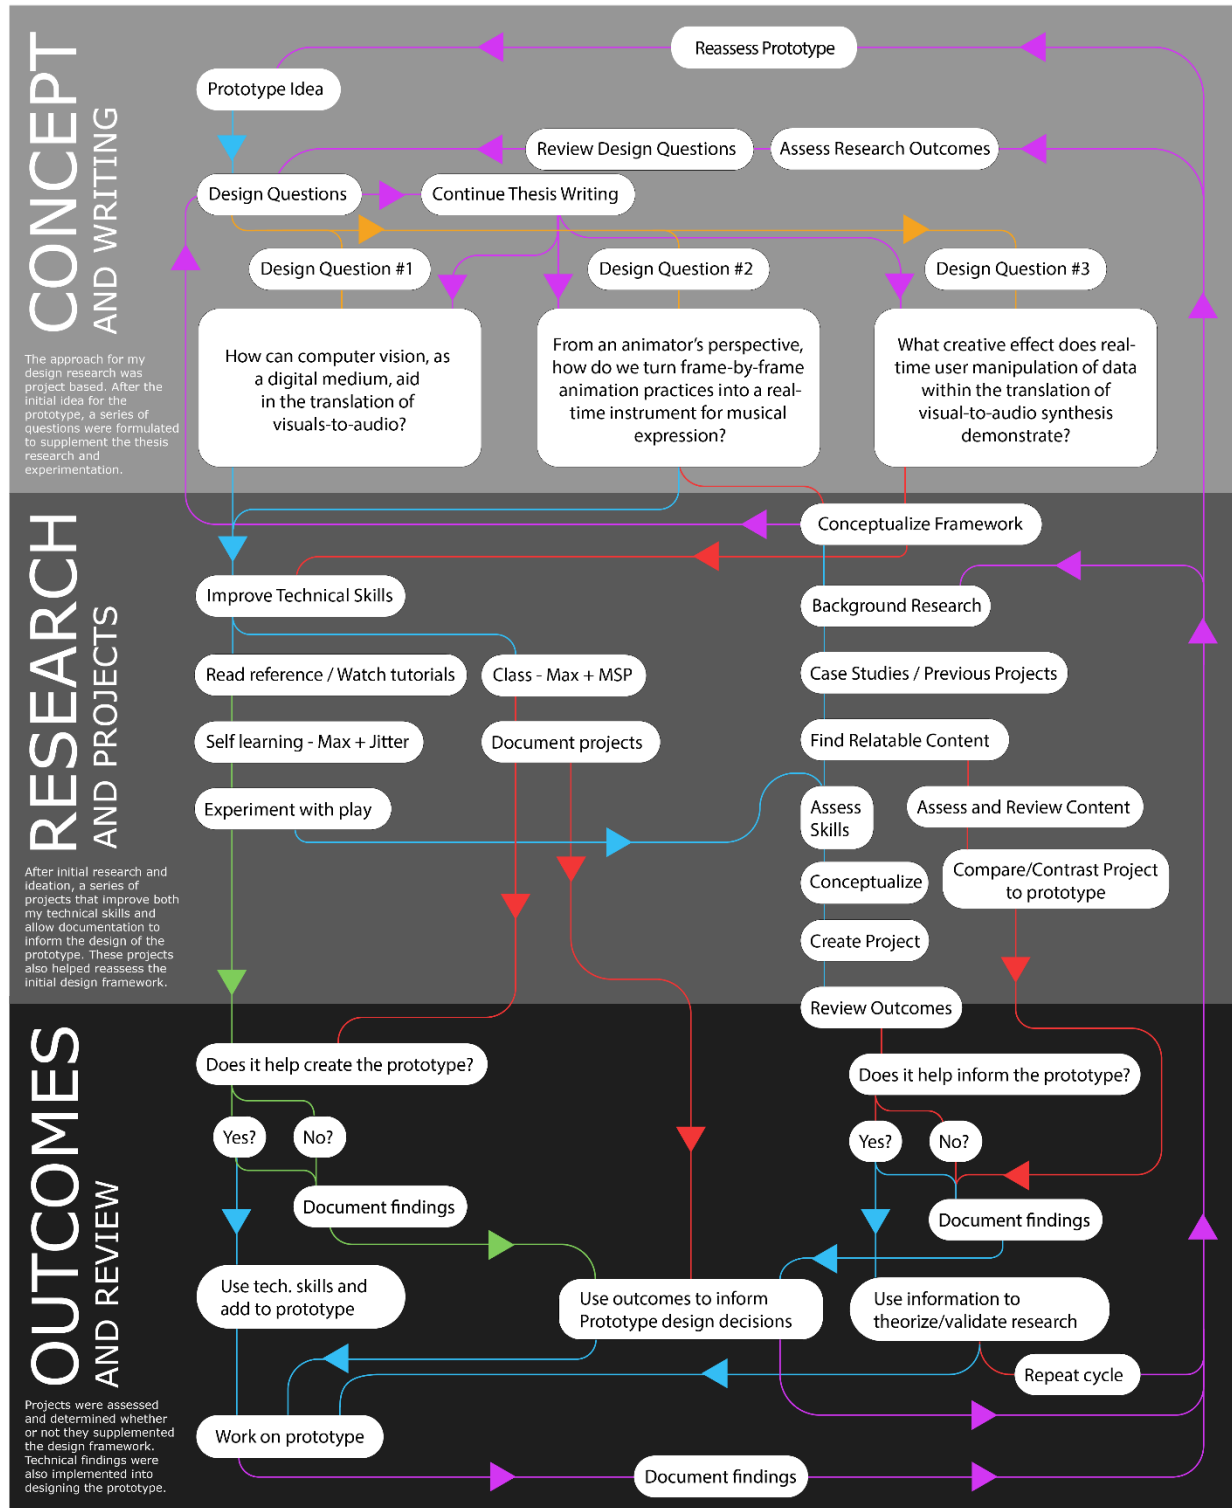 CONCEPT
AND WRITING
The approach for my
design research was
project based. After the
initial idea for the
prototype, a series of
questions were formulated
to supplement the thesis
research and
experimentation.
Reassess Prototype
Prototype Idea
Review Design Questions
Assess Research Outcomes
Design Questions
Continue Thesis Writing
Design Question #1
Design Question #2
Design Question #3
How can computer vision, as
a digital medium, aid
in the translation of
visuals-to-audio?
From an animator's perspective,
how do we turn frame-by-frame
animation practices into a real-
time instrument for musical
expression?
What creative effect does real-
time user manipulation of data
within the translation of
visual-to-audio synthesis
demonstrate?
RESEARCH
AND PROJECTS
After initial research and
ideation, a series of
projects that improve both
my technical skills and
allow documentation to
inform the design of the
prototype. These projects
also helped reassess the
initial design framework.
Conceptualize Framework
Improve Technical Skills
Background Research
Read reference / Watch tutorials
Class - Max + MSP
Case Studies / Previous Projects
Self learning - Max + Jitter
Document projects
Find Relatable Content
Experiment with play
Assess
Skills
Assess and Review Content
Conceptualize
Compare/Contrast Project
to prototype
Create Project
Review Outcomes
OUTCOMES
AND REVIEW
Projects were assessed
and determined whether
or not they supplemented
the design framework.
Technical findings were
also implemented into
designing the prototype.
Does it help create the prototype?
Does it help inform the prototype?
Yes?
No?
Yes?
No?
Document findings
Document findings
Use tech. skills and
add to prototype
Use outcomes to inform
Prototype design decisions
Use information to
theorize/validate research
Repeat cycle
Work on prototype
Document findings